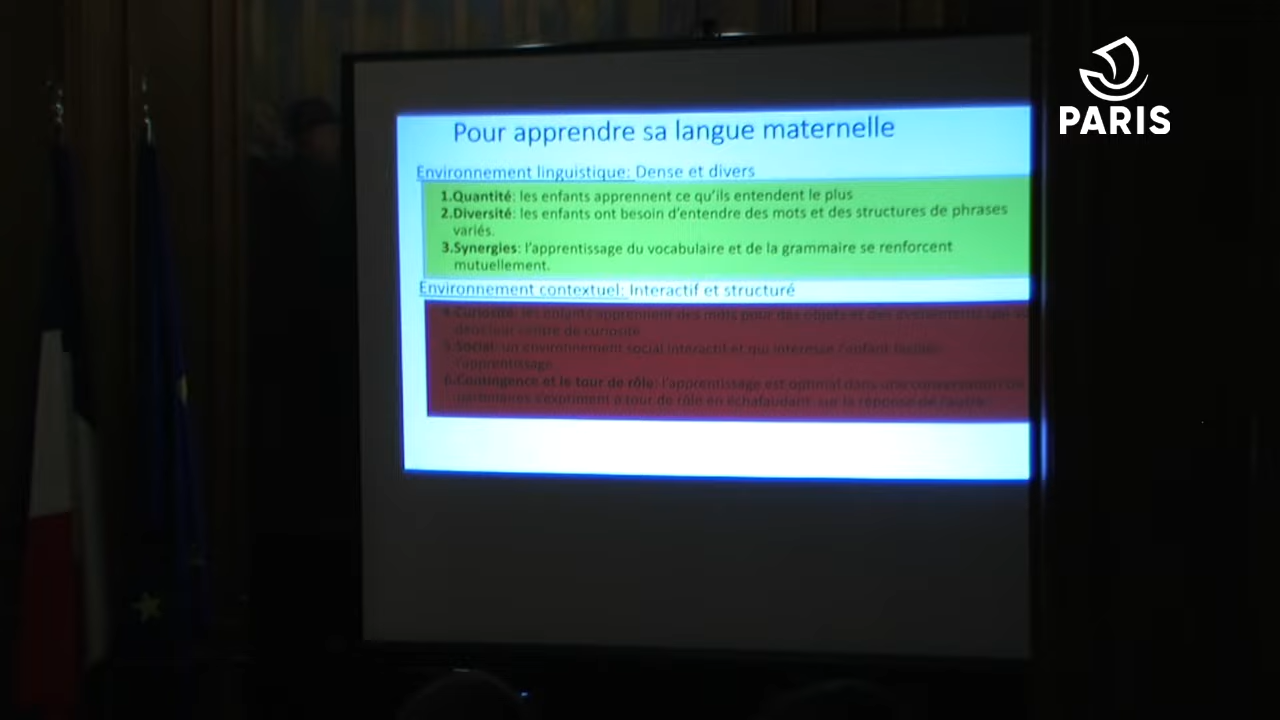 PARIS
Pour apprendre sa langue maternelle
Environnement linguistique: Dense et divers
1.Quantité: les enfants apprennent ce qu'ils entendent le plus
2.Diversité: les enfants ont besoin d'entendre des mots et des structures de phrases
variés.
3.Synergies: l'apprentissage du vocabulaire et de la grammaire se renforcent
mutuellement.
Environnement contextuel: Interactif et structuré
4.Curiosité: les enfants apprennent des mots pour des objets et des évènements
centre de curiosité
5.Social: un environnement social interactif et qui intéresse l'enfant facilite
l'apprentissage
6.Contingence et le tour de rôle: l'apprentissage est optimal dans une conversation
partenaires s'expriment à tour de rôle en échafaudant sur la réponse de l'autre